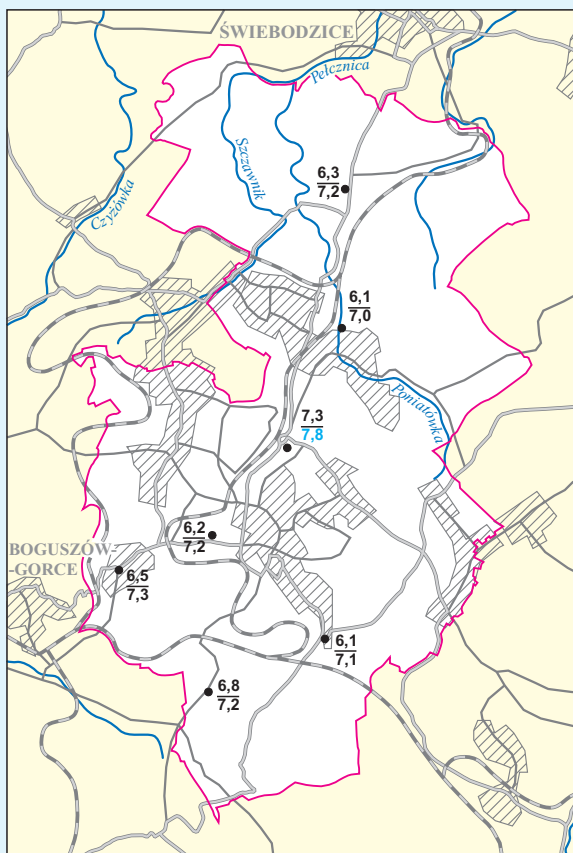 ŚWIEBODZICE
Pełcznica
Szczawnik
Czyżówka
6,3
7,2
6,1
7,0
Poniatówka
7,3
7,8
6,2
7,2
BOGUSZÓW-
-GORCE
6,5
7,3
6,1
7,1
6,8
7,2